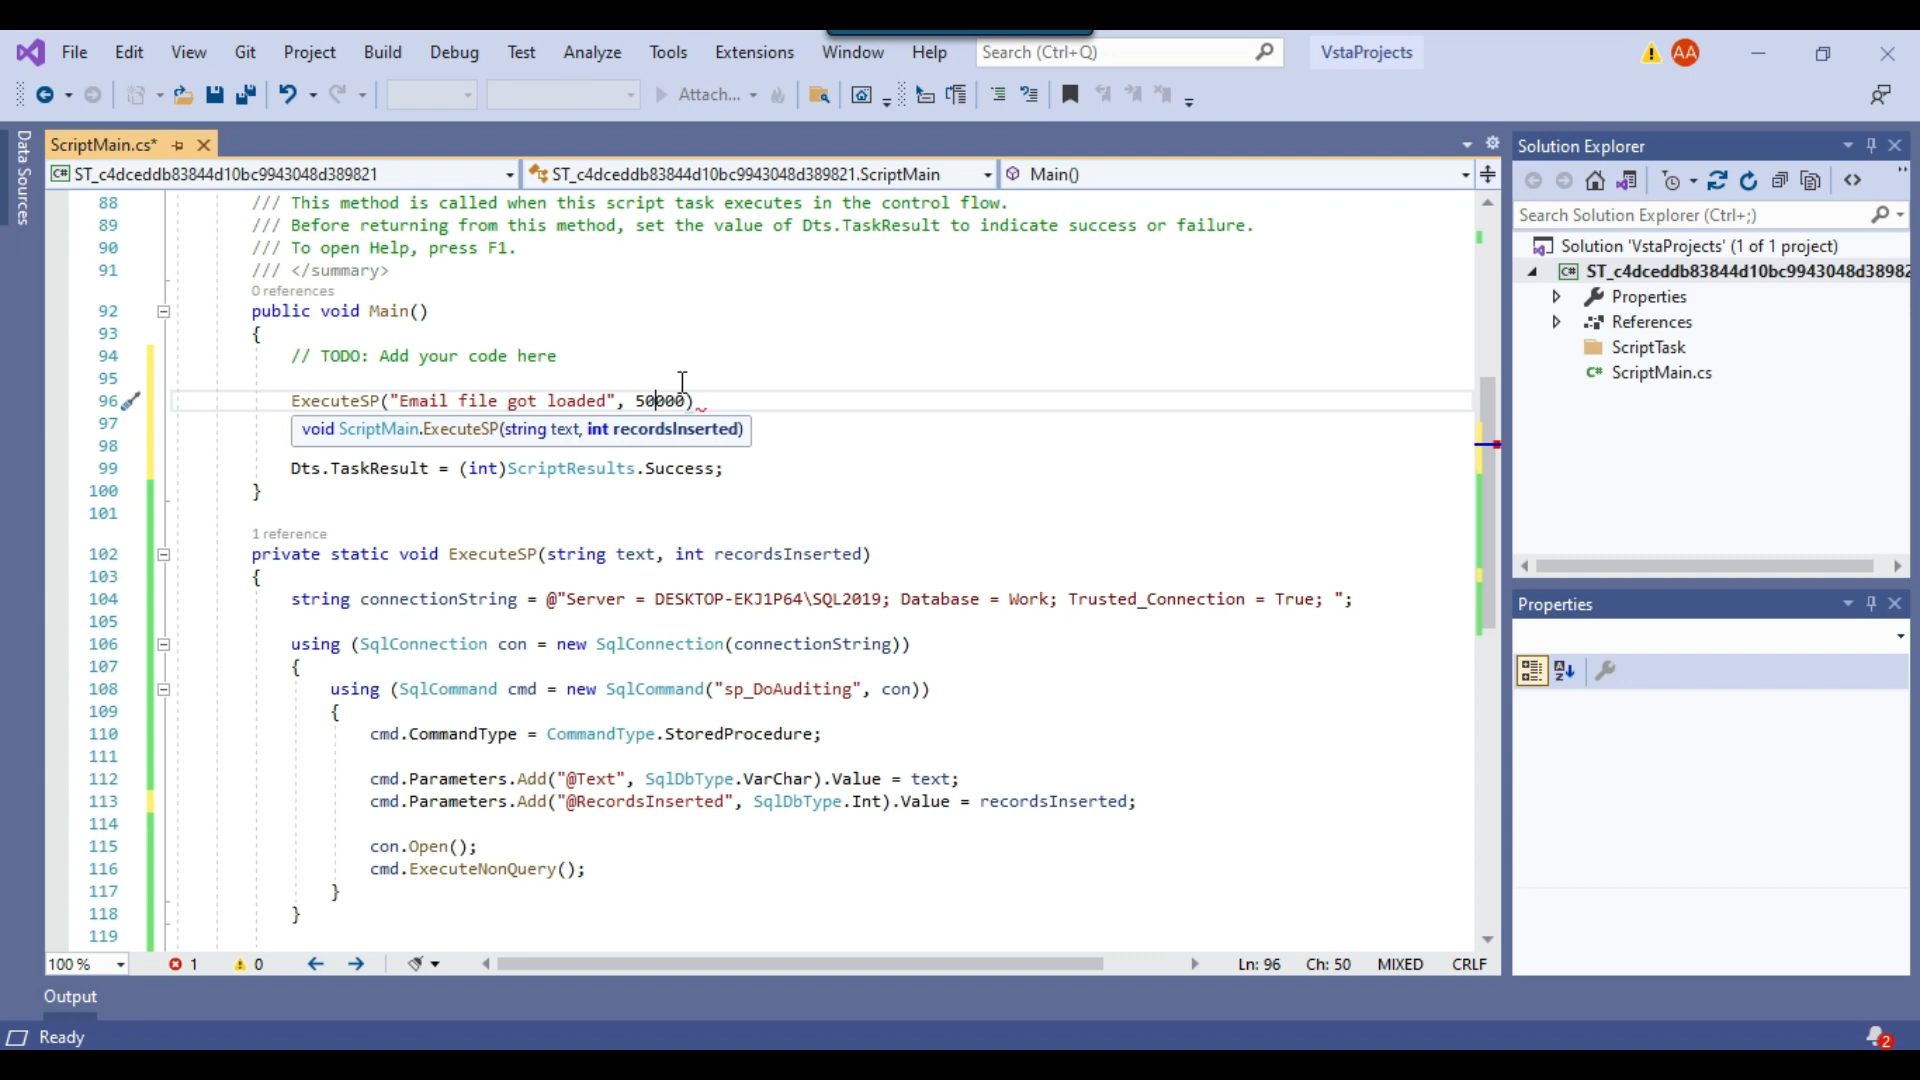 File Edit View Git Project Build Debug Test Analyze Tools Extensions Window Help Search (Ctrl+Q) VstaProjects AA
Attach...
Data Sources
ScriptMain.cs*
ST_c4dceddb83844d10bc9943048d389821 ST_c4dceddb83844d10bc9943048d389821.ScriptMain Main()
88 /// This method is called when this script task executes in the control flow.
89 /// Before returning from this method, set the value of Dts.TaskResult to indicate success or failure.
90 /// To open Help, press F1.
91 /// </summary>
0 references
92 public void Main()
93 {
94 // TODO: Add your code here
95
96 ExecuteSP("Email file got loaded", 50000)
97 void ScriptMain.ExecuteSP(string text, int recordsInserted)
98
99 Dts.TaskResult = (int)ScriptResults.Success;
100 }
101
1 reference
102 private static void ExecuteSP(string text, int recordsInserted)
103 {
104 string connectionString = @"Server = DESKTOP-EKJ1P64\SQL2019; Database = Work; Trusted_Connection = True; ";
105
106 using (SqlConnection con = new SqlConnection(connectionString))
107 {
108 using (SqlCommand cmd = new SqlCommand("sp_DoAuditing", con))
109 {
110 cmd.CommandType = CommandType.StoredProcedure;
111
112 cmd.Parameters.Add("@Text", SqlDbType.VarChar).Value = text;
113 cmd.Parameters.Add("@RecordsInserted", SqlDbType.Int).Value = recordsInserted;
114
115 con.Open();
116 cmd.ExecuteNonQuery();
117 }
118 }
119
100 % 1 0 Ln: 96 Ch: 50 MIXED CRLF
Solution Explorer
Search Solution Explorer (Ctrl+;)
Solution 'VstaProjects' (1 of 1 project)
C# ST_c4dceddb83844d10bc9943048d38982
Properties
References
ScriptTask
C# ScriptMain.cs
Properties
Output
Ready
2